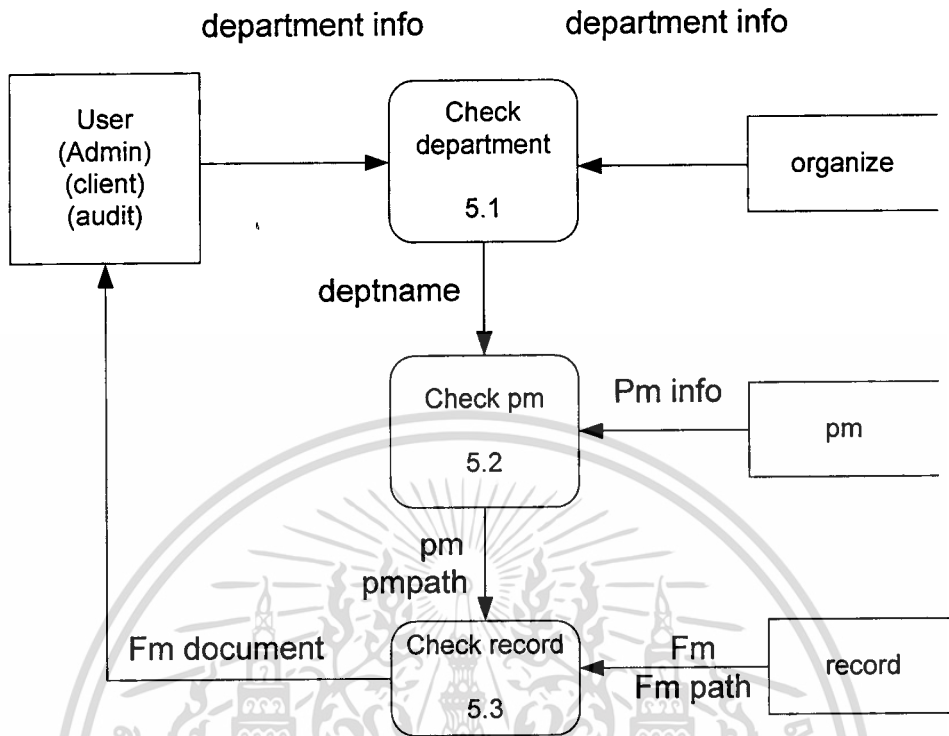 department info
department info
User
(Admin)
(client)
(audit)
Check
department
5.1
organize
deptname
Check pm
5.2
Pm info
pm
pm
pmpath
Fm document
Check record
5.3
Fm
Fm path
record